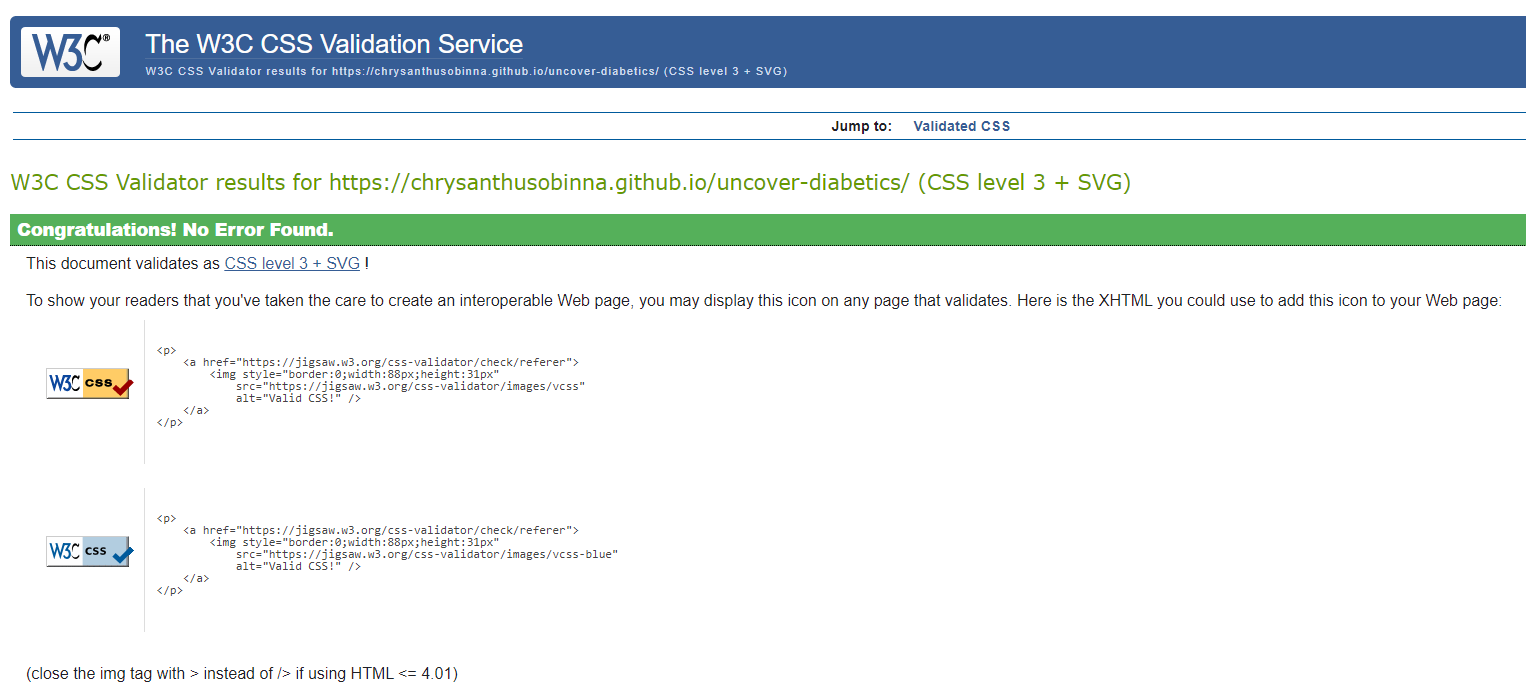 W3C®
The W3C CSS Validation Service
W3C CSS Validator results for https://chrysanthusobinna.github.io/uncover-diabetics/ (CSS level 3 + SVG)
Jump to: Validated CSS
W3C CSS Validator results for https://chrysanthusobinna.github.io/uncover-diabetics/ (CSS level 3 + SVG)
Congratulations! No Error Found.
This document validates as CSS level 3 + SVG !
To show your readers that you've taken the care to create an interoperable Web page, you may display this icon on any page that validates. Here is the XHTML you could use to add this icon to your Web page:
W3C css
<p>
    <a href="https://jigsaw.w3.org/css-validator/check/referer">
        <img style="border:0;width:88px;height:31px"
            src="https://jigsaw.w3.org/css-validator/images/vcss"
            alt="Valid CSS!" />
    </a>
</p>
W3C css
<p>
    <a href="https://jigsaw.w3.org/css-validator/check/referer">
        <img style="border:0;width:88px;height:31px"
            src="https://jigsaw.w3.org/css-validator/images/vcss-blue"
            alt="Valid CSS!" />
    </a>
</p>
(close the img tag with > instead of /> if using HTML <= 4.01)